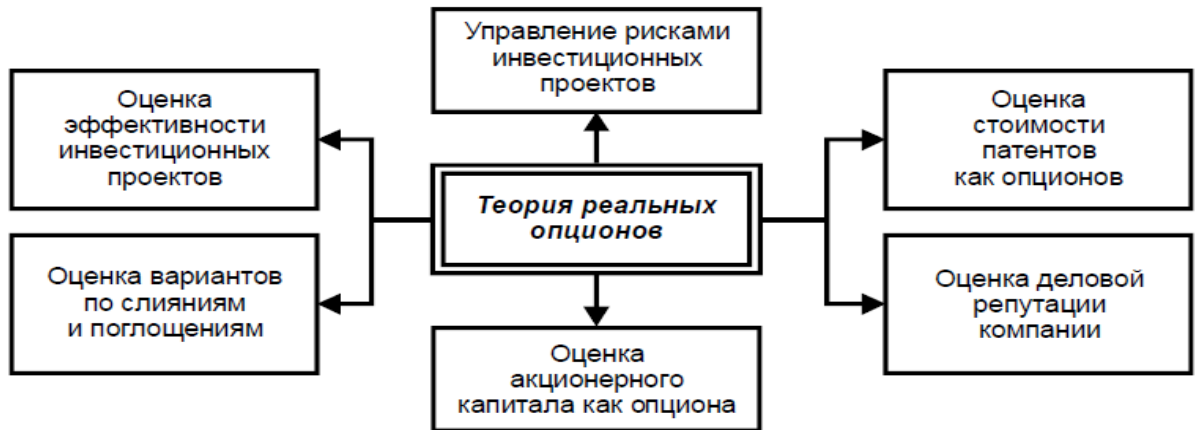 Управление рисками
инвестиционных
проектов
Оценка
эффективности
инвестиционных
проектов
Оценка
стоимости
патентов
как опционов
Теория реальных
опционов
Оценка вариантов
по слияниям
и поглощениям
Оценка деловой
репутации
компании
Оценка
акционерного
капитала как опциона